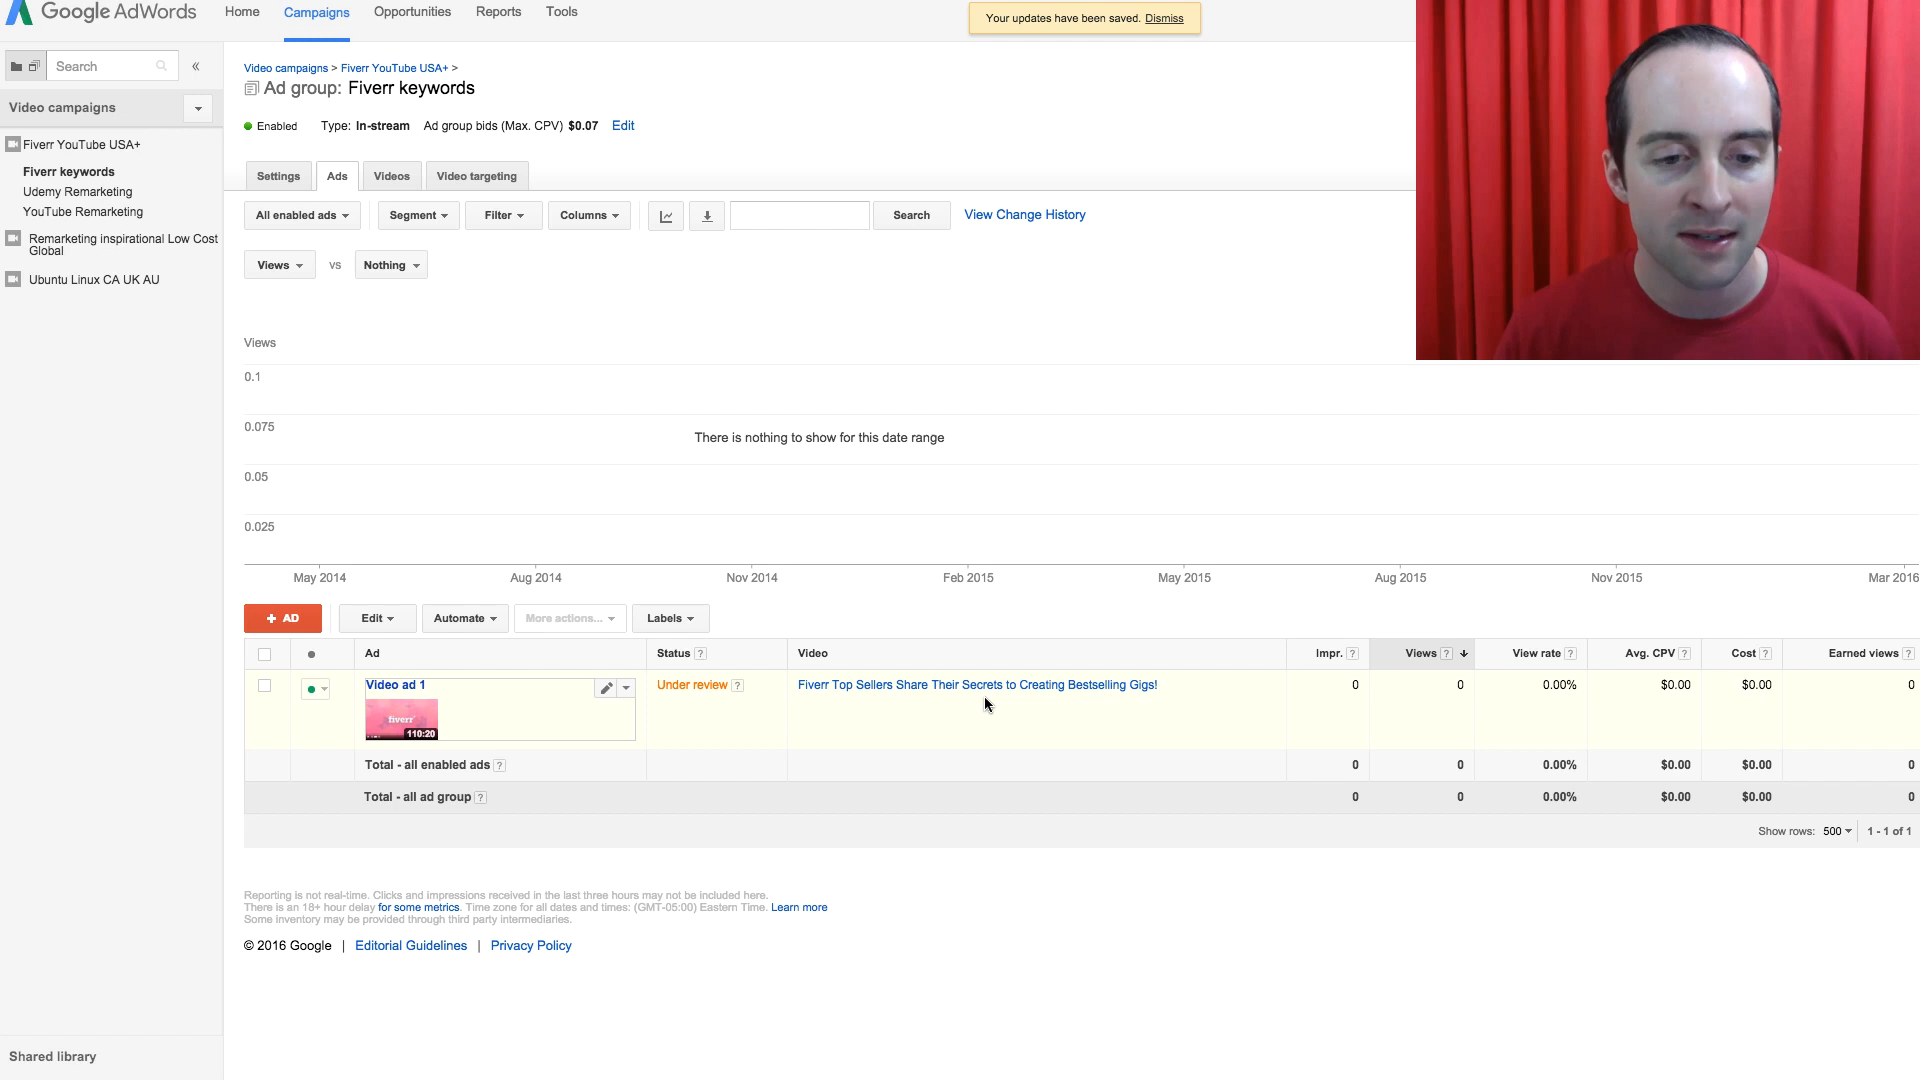 Google AdWords
Home Campaigns Opportunities Reports Tools
Your updates have been saved. Dismiss
Search «
Video campaigns > Fiverr YouTube USA+ >
Ad group: Fiverr keywords
Video campaigns
Enabled Type: In-stream Ad group bids (Max. CPV) $0.07 Edit
Fiverr YouTube USA+
Fiverr keywords
Udemy Remarketing
YouTube Remarketing
Remarketing inspirational Low Cost
Global
Ubuntu Linux CA UK AU
Settings Ads Videos Video targeting
All enabled ads Segment Filter Columns Search View Change History
Views vs Nothing
Views
0.1
0.075
There is nothing to show for this date range
0.05
0.025
May 2014 Aug 2014 Nov 2014 Feb 2015 May 2015 Aug 2015 Nov 2015 Mar 2016
+ AD Edit Automate More actions... Labels
Ad Status ? Video Impr. ? Views ? View rate ? Avg. CPV ? Cost ? Earned views ?
Video ad 1 Under review ? Fiverr Top Sellers Share Their Secrets to Creating Bestselling Gigs! 0 0 0.00% $0.00 $0.00 0
fiverr
110:20
Total - all enabled ads ? 0 0 0.00% $0.00 $0.00 0
Total - all ad group ? 0 0 0.00% $0.00 $0.00 0
Show rows: 500 1 - 1 of 1
Reporting is not real-time. Clicks and impressions received in the last three hours may not be included here.
There is an 18+ hour delay for some metrics. Time zone for all dates and times: (GMT-05:00) Eastern Time. Learn more
Some inventory may be provided through third party intermediaries.
© 2016 Google | Editorial Guidelines | Privacy Policy
Shared library